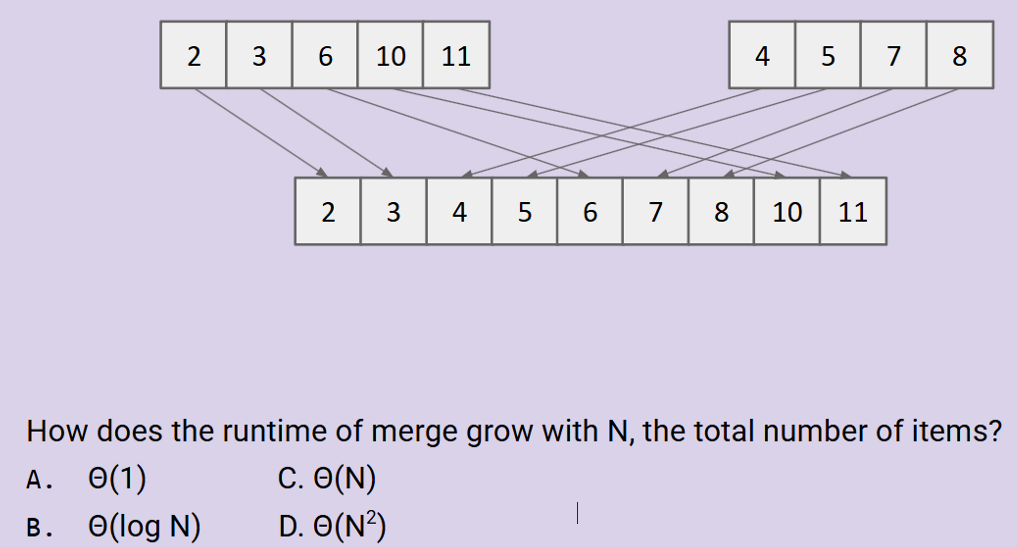 2 3 6 10 11 4 5 7 8
2 3 4 5 6 7 8 10 11
How does the runtime of merge grow with N, the total number of items?
A. Θ(1) C. Θ(N)
B. Θ(log N) D. Θ(N²)